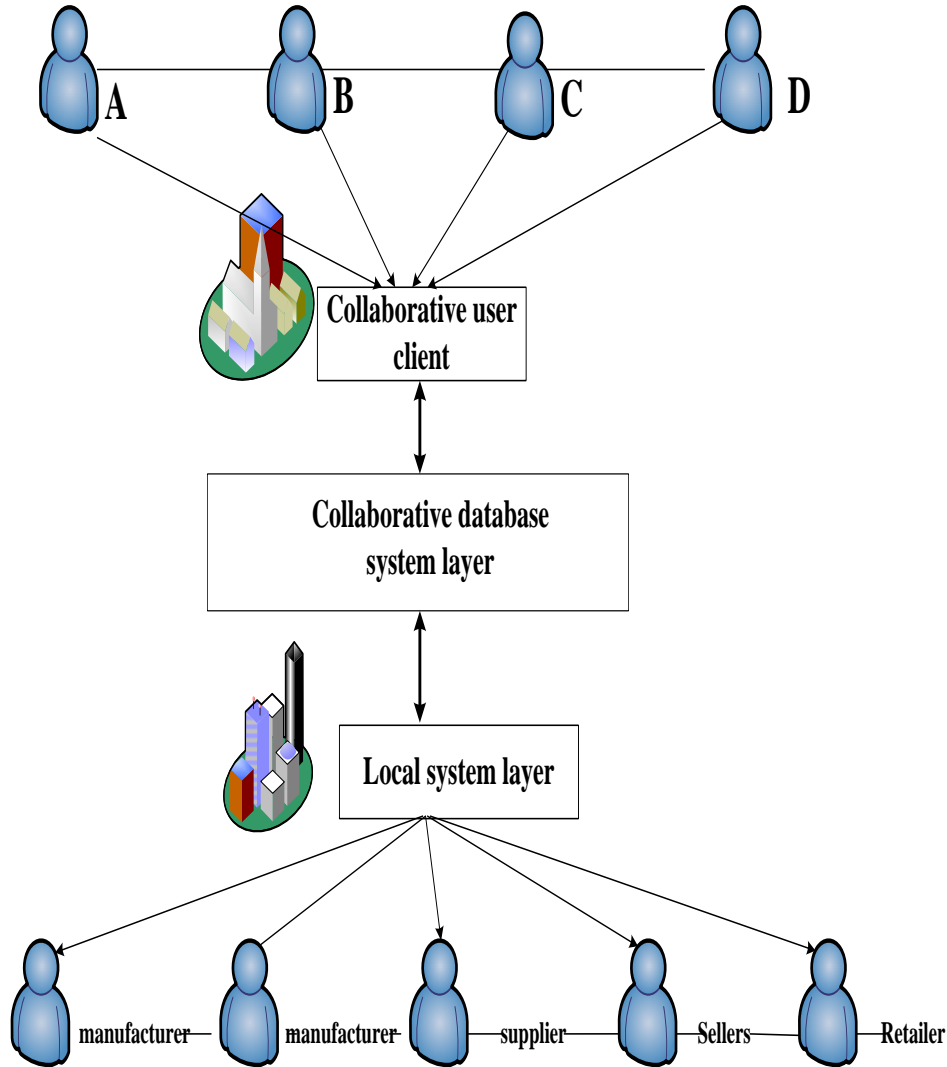 A
B
C
D
Collaborative user
client
Collaborative database
system layer
Local system layer
manufacturer
manufacturer
supplier
Sellers
Retailer